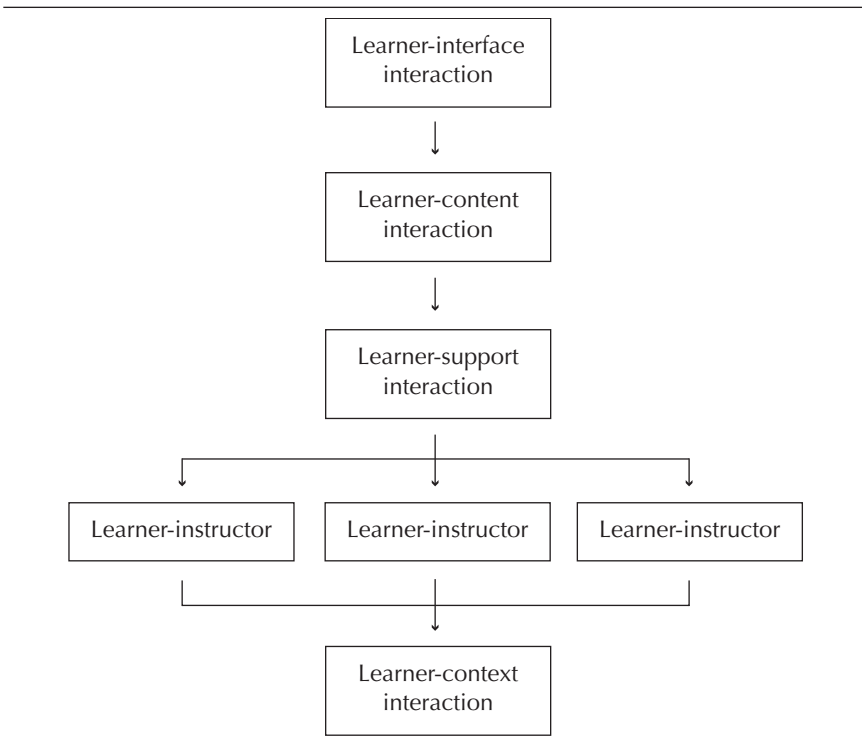 Learner-interface
interaction
Learner-content
interaction
Learner-support
interaction
Learner-instructor
Learner-instructor
Learner-instructor
Learner-context
interaction